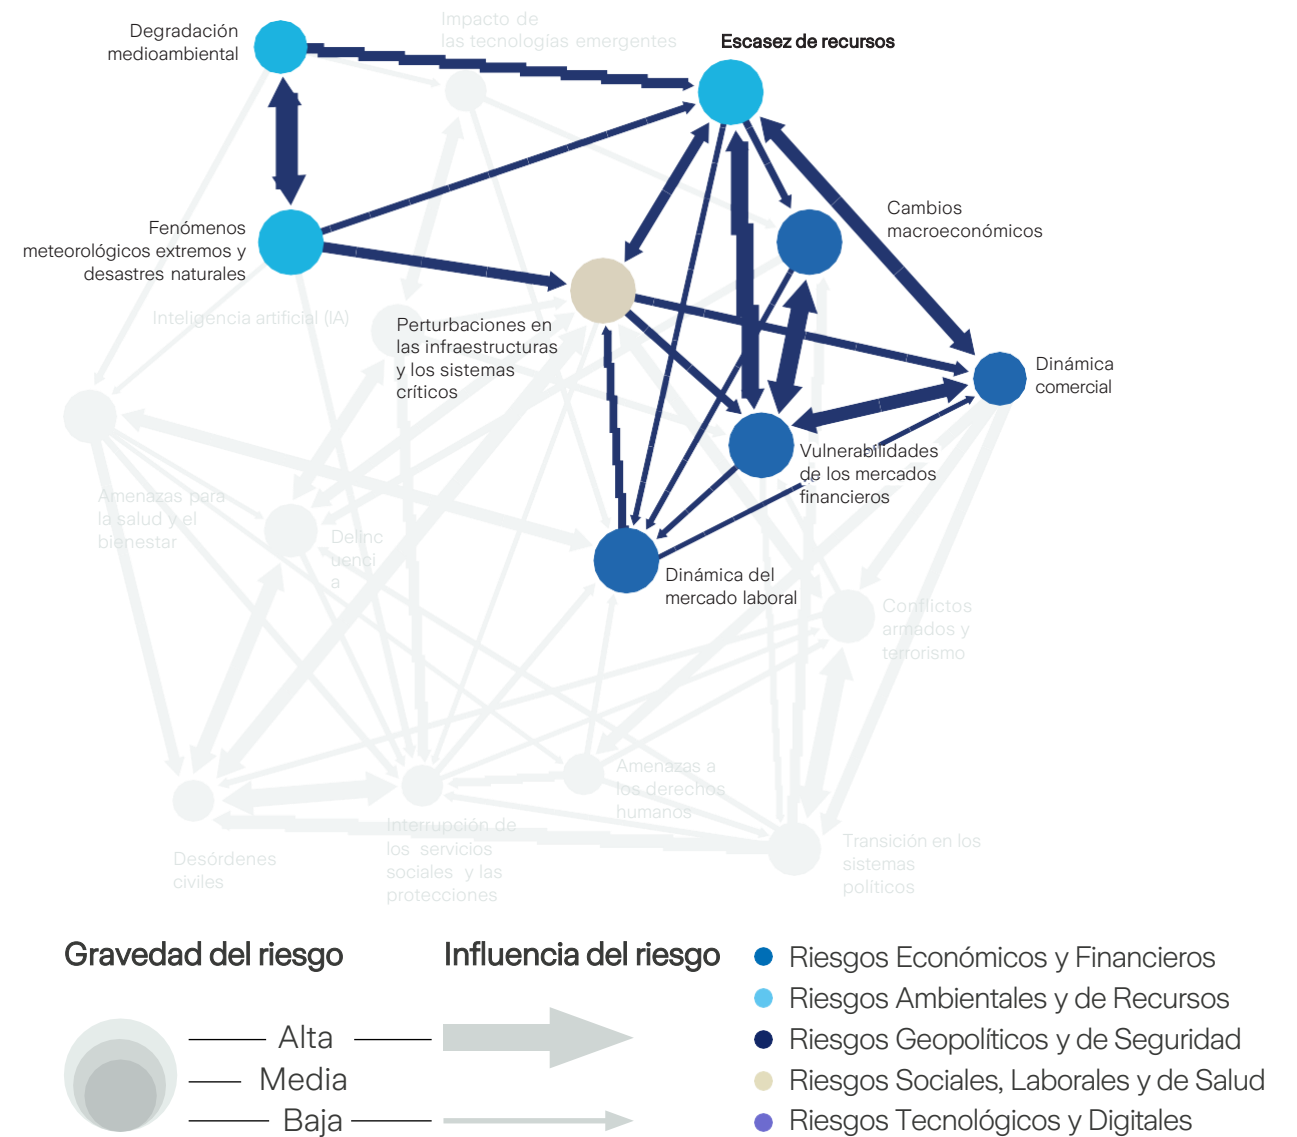 Degradación
medioambiental
Impacto de
las tecnologías emergentes
Escasez de recursos
Cambios
macroeconómicos
Fenómenos
meteorológicos extremos y
desastres naturales
Inteligencia artificial (IA)
Perturbaciones en
las infraestructuras
y los sistemas
críticos
Dinámica
comercial
Vulnerabilidades
de los mercados
financieros
Amenazas para
la salud y el
bienestar
Delinc
uenci
a
Dinámica del
mercado laboral
Conflictos
armados y
terrorismo
Amenazas a
los derechos
humanos
Interrupción de
los servicios
sociales y las
protecciones
Desórdenes
civiles
Transición en los
sistemas
políticos
Gravedad del riesgo
Alta
Media
Baja
Influencia del riesgo
Riesgos Económicos y Financieros
Riesgos Ambientales y de Recursos
Riesgos Geopolíticos y de Seguridad
Riesgos Sociales, Laborales y de Salud
Riesgos Tecnológicos y Digitales